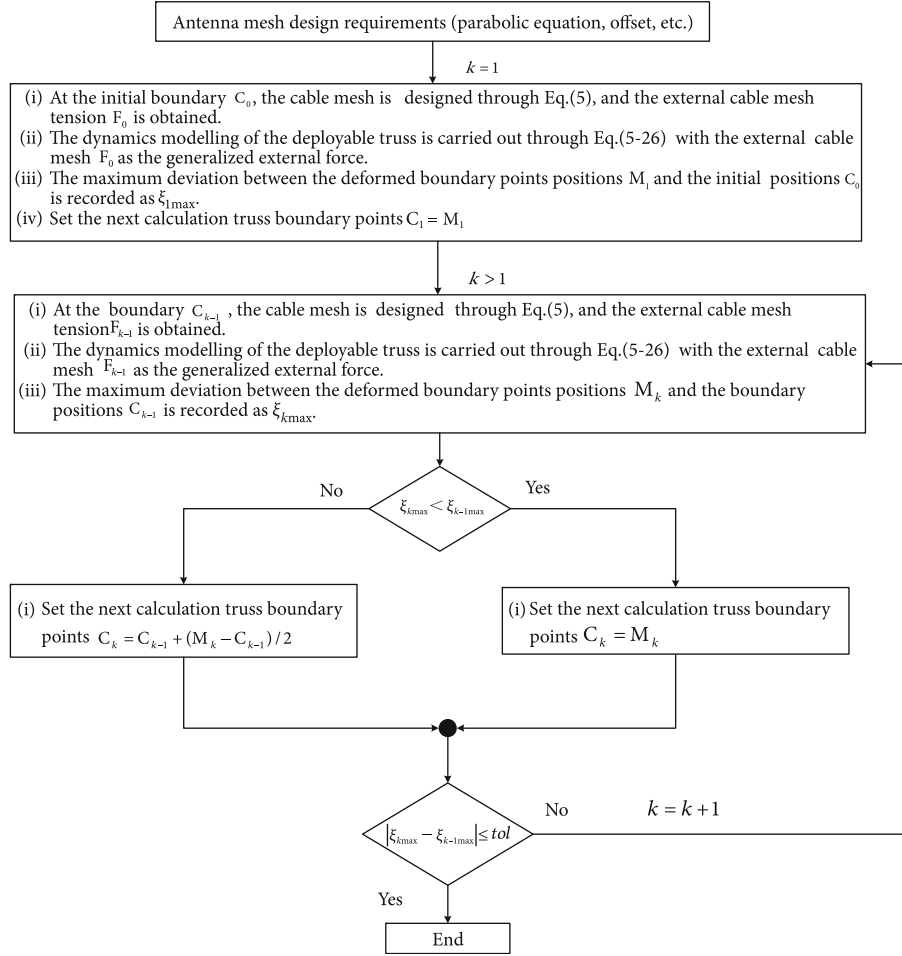 Antenna mesh design requirements (parabolic equation, offset, etc.)
k = 1
(i) At the initial boundary C₀, the cable mesh is designed through Eq.(5), and the external cable mesh
tension F₀ is obtained.
(ii) The dynamics modelling of the deployable truss is carried out through Eq.(5-26) with the external cable
mesh F₀ as the generalized external force.
(iii) The maximum deviation between the deformed boundary points positions M₁ and the initial positions C₀
is recorded as ξ₁max.
(iv) Set the next calculation truss boundary points C₁ = M₁
k > 1
(i) At the boundary Cₖ₋₁, the cable mesh is designed through Eq.(5), and the external cable mesh
tensionFₖ₋₁ is obtained.
(ii) The dynamics modelling of the deployable truss is carried out through Eq.(5-26) with the external cable
mesh Fₖ₋₁ as the generalized external force.
(iii) The maximum deviation between the deformed boundary points positions Mₖ and the boundary
positions Cₖ₋₁ is recorded as ξₖmax.
No
Yes
ξₖmax < ξₖ₋₁max
(i) Set the next calculation truss boundary
points Cₖ = Cₖ₋₁ + (Mₖ − Cₖ₋₁) / 2
(i) Set the next calculation truss boundary
points Cₖ = Mₖ
|ξₖmax − ξₖ₋₁max| ≤ tol
No
k = k + 1
Yes
End